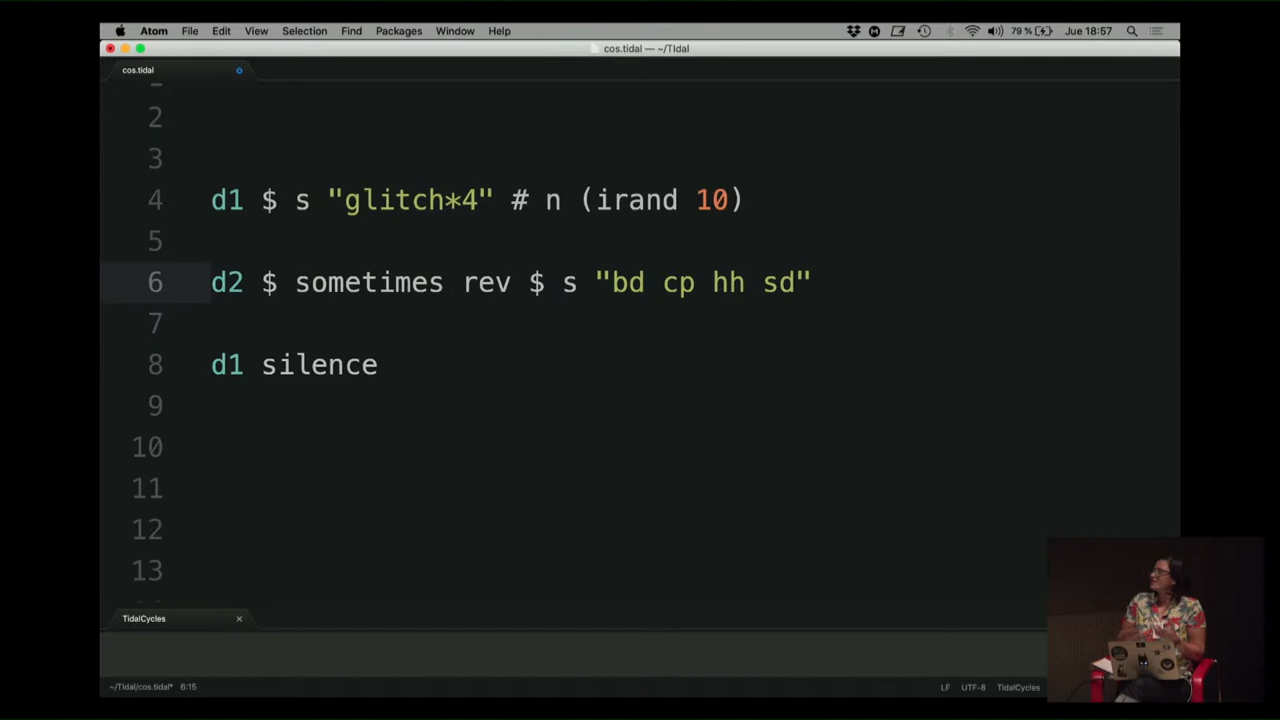 Atom File Edit View Selection Find Packages Window Help 79 % Jue 18:57
cos.tidal — ~/TIdal
cos.tidal
2
3
4 d1 $ s "glitch*4" # n (irand 10)
5
6 d2 $ sometimes rev $ s "bd cp hh sd"
7
8 d1 silence
9
10
11
12
13
TidalCycles
~/TIdal/cos.tidal* 6:15 LF UTF-8 TidalCycles